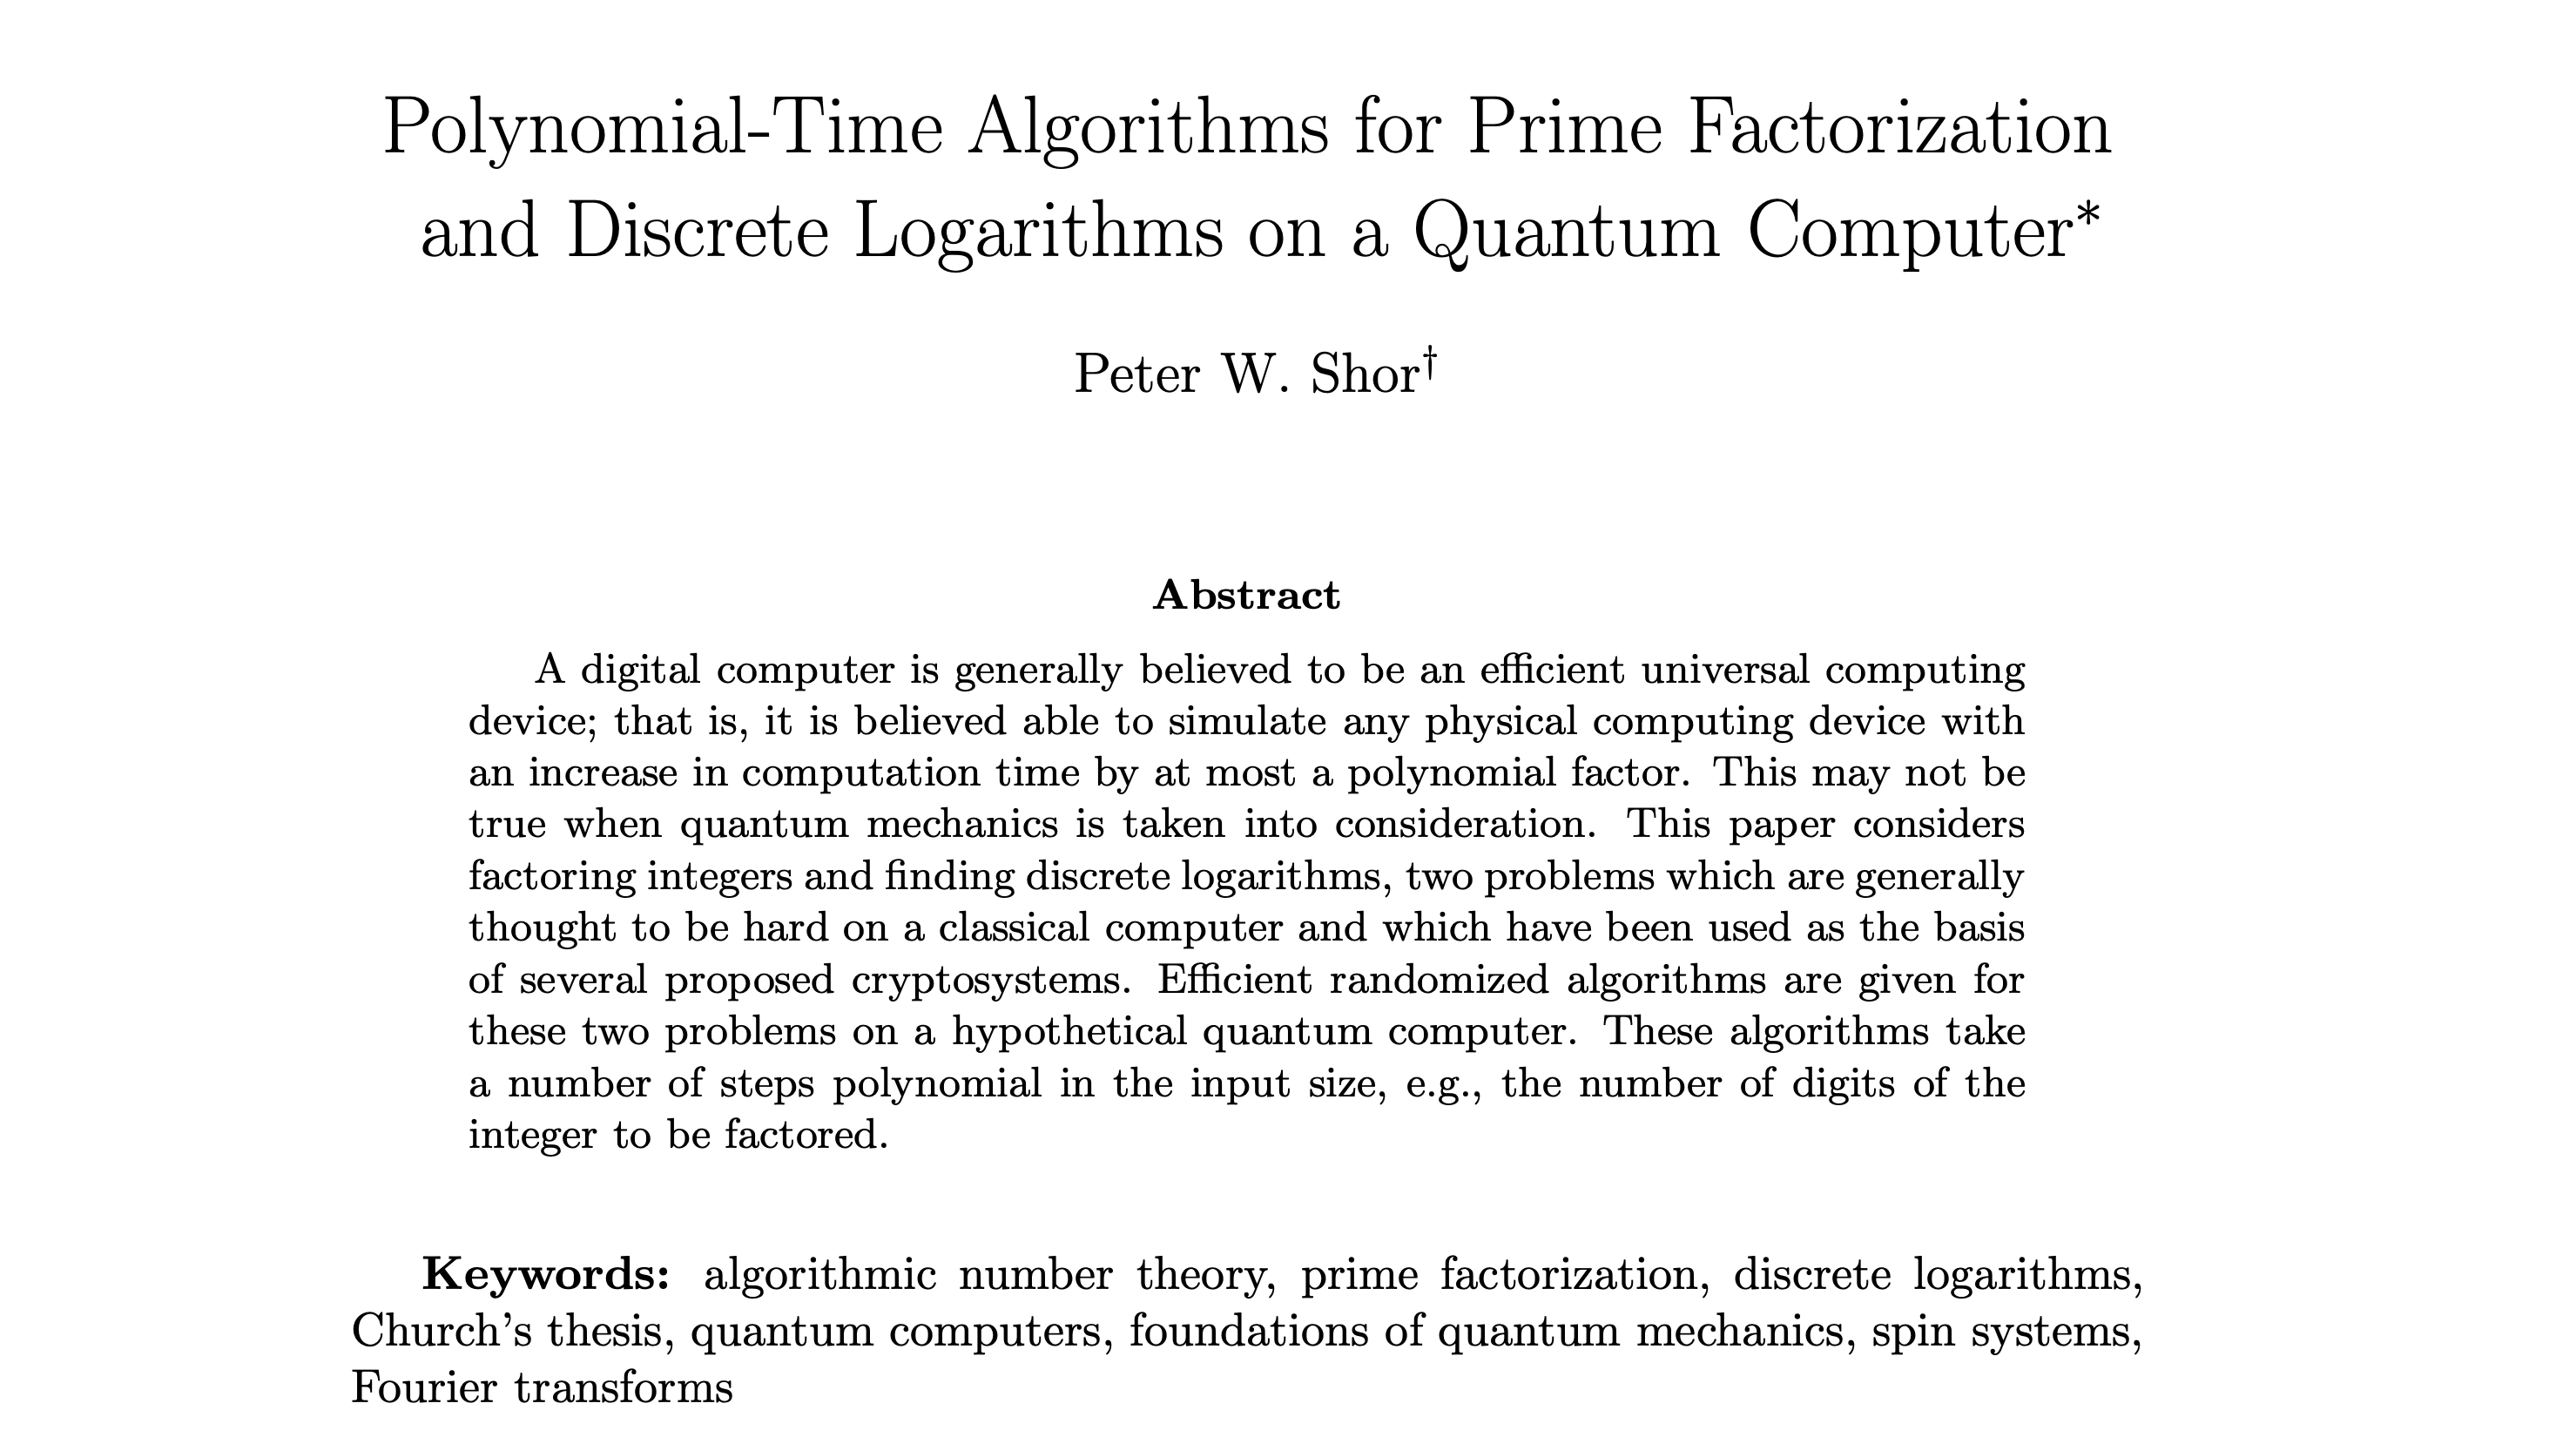 Polynomial-Time Algorithms for Prime Factorization
and Discrete Logarithms on a Quantum Computer*
Peter W. Shor†
Abstract
A digital computer is generally believed to be an efficient universal computing
device; that is, it is believed able to simulate any physical computing device with
an increase in computation time by at most a polynomial factor. This may not be
true when quantum mechanics is taken into consideration. This paper considers
factoring integers and finding discrete logarithms, two problems which are generally
thought to be hard on a classical computer and which have been used as the basis
of several proposed cryptosystems. Efficient randomized algorithms are given for
these two problems on a hypothetical quantum computer. These algorithms take
a number of steps polynomial in the input size, e.g., the number of digits of the
integer to be factored.
Keywords: algorithmic number theory, prime factorization, discrete logarithms,
Church's thesis, quantum computers, foundations of quantum mechanics, spin systems,
Fourier transforms